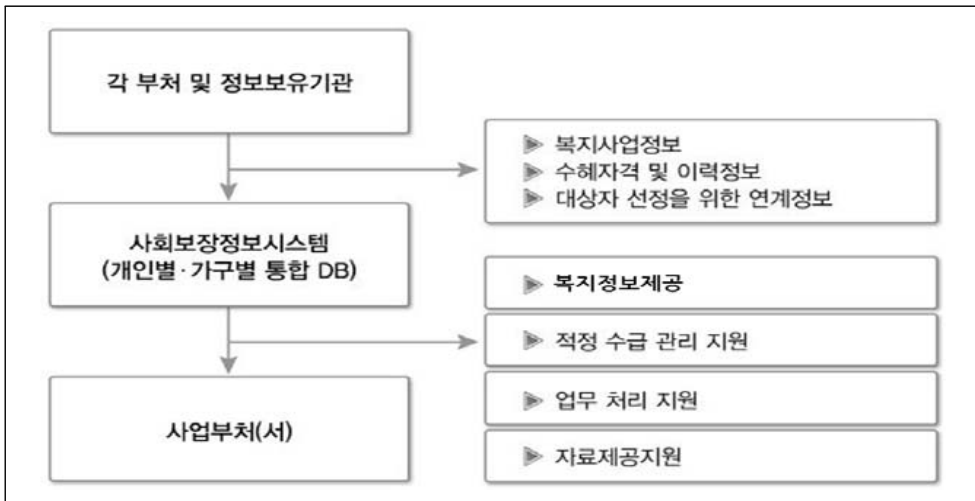 각 부처 및 정보보유기관
▶ 복지사업정보
▶ 수혜자격 및 이력정보
▶ 대상자 선정을 위한 연계정보
사회보장정보시스템
(개인별·가구별 통합 DB)
▶ 복지정보제공
▶ 적정 수급 관리 지원
▶ 업무 처리 지원
▶ 자료제공지원
사업부처(서)